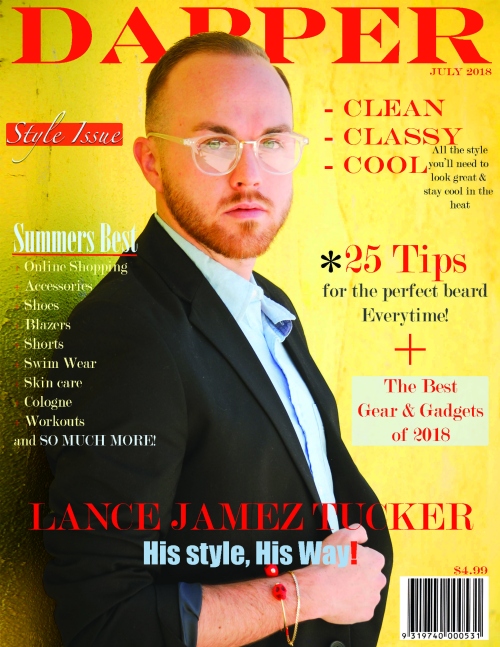 DAPPER
JULY 2018
Style Issue
- CLEAN
- CLASSY
- COOL
All the style
you'll need to
look great &
stay cool in the
heat
Summers Best
- Online Shopping
- Accessories
- Shoes
- Blazers
- Shorts
- Swim Wear
- Skin care
- Cologne
- Workouts
and SO MUCH MORE!
*25 Tips
for the perfect beard
Everytime!
+
The Best
Gear & Gadgets
of 2018
LANCE JAMEZ TUCKER
His style, His Way!
$4.99
9 319740 000531